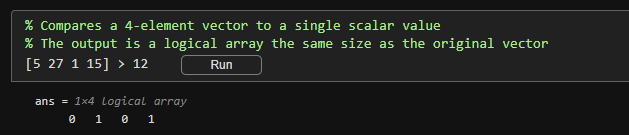 % Compares a 4-element vector to a single scalar value
% The output is a logical array the same size as the original vector
[5 27 1 15] > 12 Run
ans = 1×4 logical array
0 1 0 1